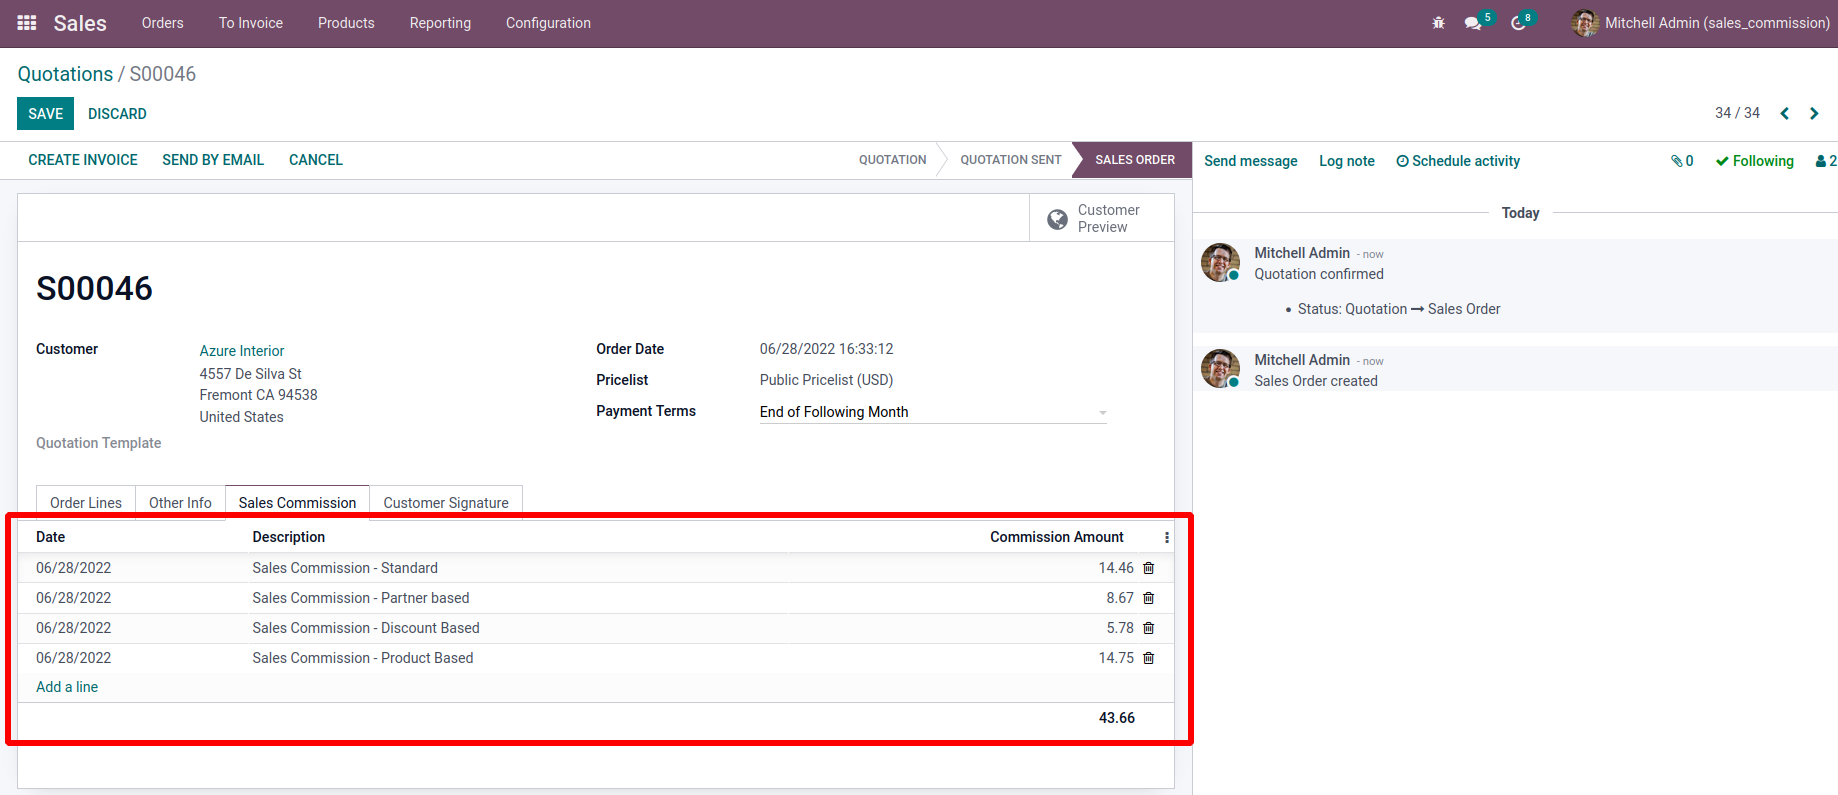 Sales Orders To Invoice Products Reporting Configuration 5 8 Mitchell Admin (sales_commission)
Quotations / S00046
SAVE DISCARD 34 / 34
CREATE INVOICE SEND BY EMAIL CANCEL QUOTATION QUOTATION SENT SALES ORDER Send message Log note Schedule activity 0 Following 2
Customer
Preview
Today
Mitchell Admin - now
Quotation confirmed
• Status: Quotation → Sales Order
Mitchell Admin - now
Sales Order created
S00046
Customer Azure Interior
4557 De Silva St
Fremont CA 94538
United States
Order Date 06/28/2022 16:33:12
Pricelist Public Pricelist (USD)
Payment Terms End of Following Month
Quotation Template
Order Lines Other Info Sales Commission Customer Signature
Date Description Commission Amount
06/28/2022 Sales Commission - Standard 14.46
06/28/2022 Sales Commission - Partner based 8.67
06/28/2022 Sales Commission - Discount Based 5.78
06/28/2022 Sales Commission - Product Based 14.75
Add a line
43.66